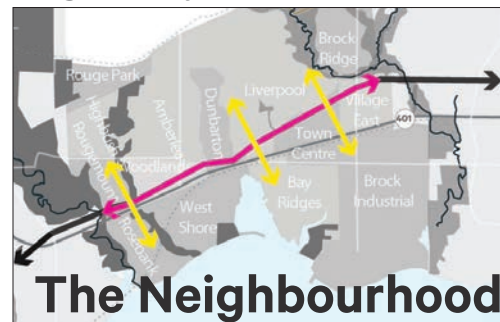 Brock
Ridge
Rouge Park
Liverpool
Dunbarton
Amberlea
Highbush
Village
East
401
Town
Centre
Woodlands
Rougemount
Rosebank
West
Shore
Bay
Ridges
Brock
Industrial
The Neighbourhood